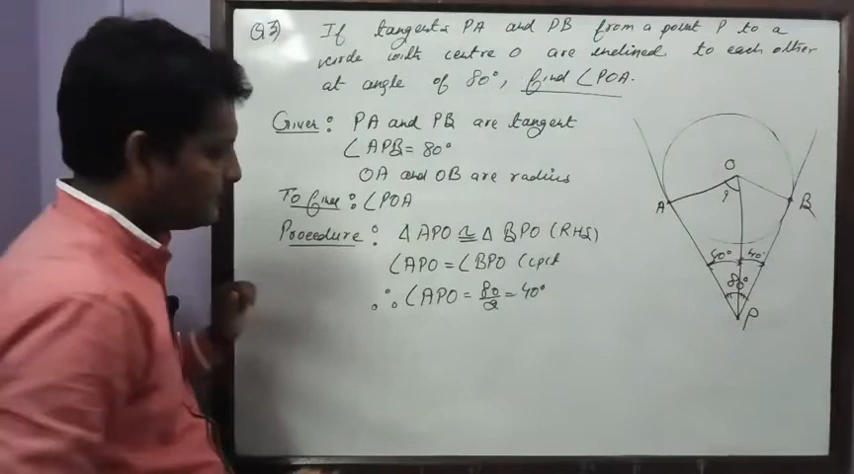 Q3) If tangents PA and PB from a point P to a
circle with centre O are inclined to each other
at angle of 80°, find ∠POA.
Given: PA and PB are tangent
∠APB = 80°
OA and OB are radius
To find: ∠POA
Proceedure: Δ APO ≅ Δ BPO (RHS)
∠APO = ∠BPO (cpct
∴ ∠APO = 80/2 = 40°
O
?
A
B
40°
40°
80°
P